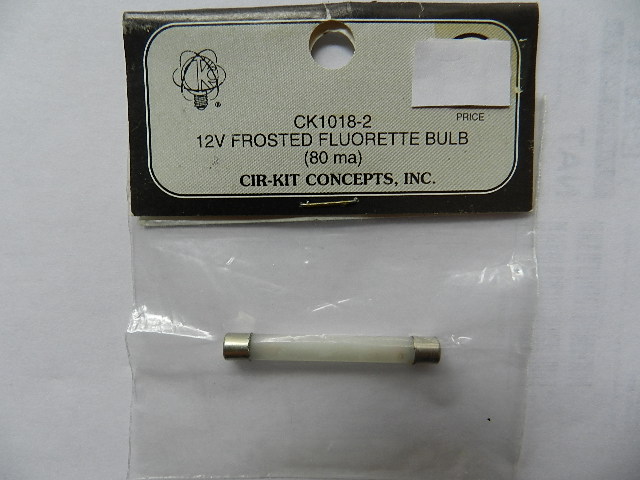 CK
®
PRICE
CK1018-2
12V FROSTED FLUORETTE BULB
(80 ma)
CIR-KIT CONCEPTS, INC.